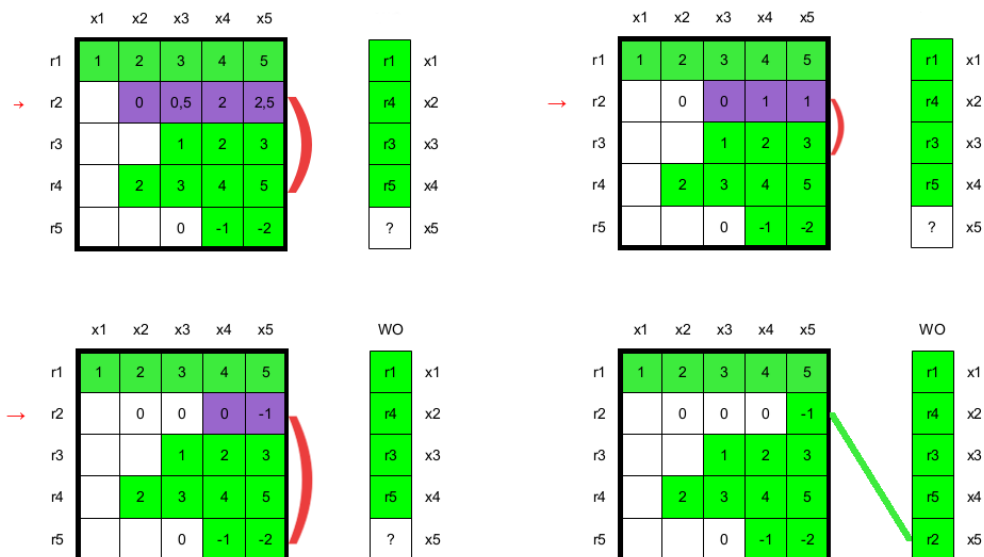 x1 x2 x3 x4 x5
r1 1 2 3 4 5 r1 x1
→ r2 0 0,5 2 2,5 r4 x2
r3 1 2 3 r3 x3
r4 2 3 4 5 r5 x4
r5 0 -1 -2 ? x5
x1 x2 x3 x4 x5
r1 1 2 3 4 5 r1 x1
→ r2 0 0 1 1 r4 x2
r3 1 2 3 r3 x3
r4 2 3 4 5 r5 x4
r5 0 -1 -2 ? x5
x1 x2 x3 x4 x5 WO
r1 1 2 3 4 5 r1 x1
→ r2 0 0 0 -1 r4 x2
r3 1 2 3 r3 x3
r4 2 3 4 5 r5 x4
r5 0 -1 -2 ? x5
x1 x2 x3 x4 x5 WO
r1 1 2 3 4 5 r1 x1
r2 0 0 0 -1 r4 x2
r3 1 2 3 r3 x3
r4 2 3 4 5 r5 x4
r5 0 -1 -2 r2 x5